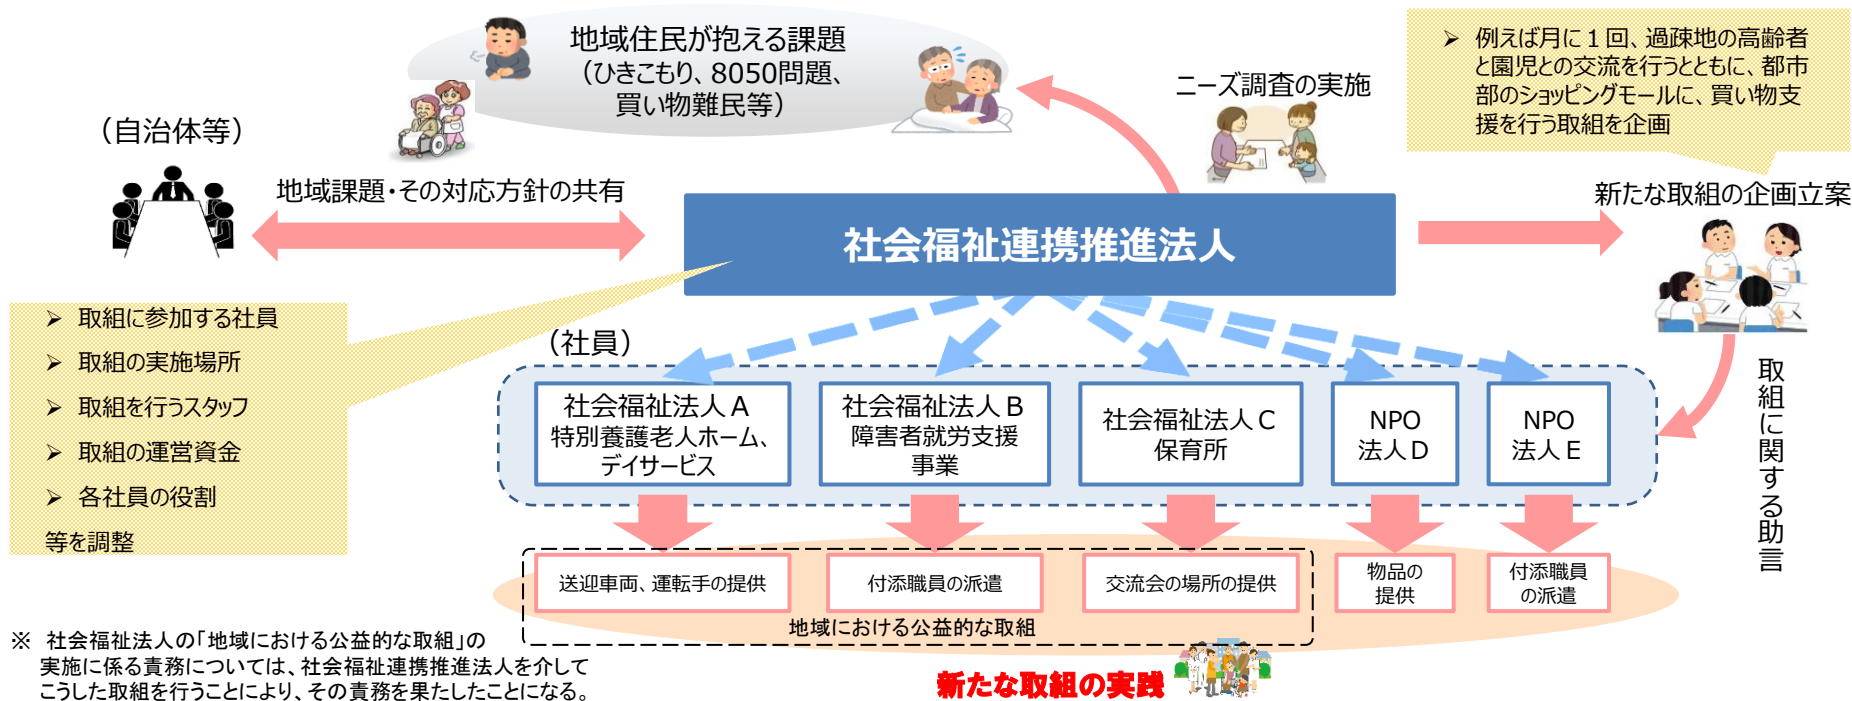 地域住民が抱える課題
（ひきこもり、8050問題、
買い物難民等）
（自治体等）
地域課題・その対応方針の共有
ニーズ調査の実施
➢ 例えば月に１回、過疎地の高齢者
と園児との交流を行うとともに、都市
部のショッピングモールに、買い物支
援を行う取組を企画
新たな取組の企画立案
社会福祉連携推進法人
➢ 取組に参加する社員
➢ 取組の実施場所
➢ 取組を行うスタッフ
➢ 取組の運営資金
➢ 各社員の役割
等を調整
（社員）
社会福祉法人Ａ
特別養護老人ホーム、
デイサービス
社会福祉法人Ｂ
障害者就労支援
事業
社会福祉法人Ｃ
保育所
NPO
法人Ｄ
NPO
法人Ｅ
取組に関する助言
送迎車両、運転手の提供
付添職員の派遣
交流会の場所の提供
物品の
提供
付添職員
の派遣
地域における公益的な取組
新たな取組の実践
※ 社会福祉法人の「地域における公益的な取組」の
実施に係る責務については、社会福祉連携推進法人を介して
こうした取組を行うことにより、その責務を果たしたことになる。